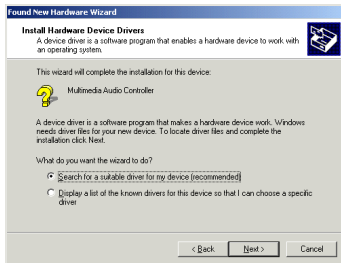 Found New Hardware Wizard
Install Hardware Device Drivers
A device driver is a software program that enables a hardware device to work with
an operating system.
This wizard will complete the installation for this device:
Multimedia Audio Controller
A device driver is a software program that makes a hardware device work. Windows
needs driver files for your new device. To locate driver files and complete the
installation click Next.
What do you want the wizard to do?
Search for a suitable driver for my device (recommended)
Display a list of the known drivers for this device so that I can choose a specific
driver
< Back Next > Cancel